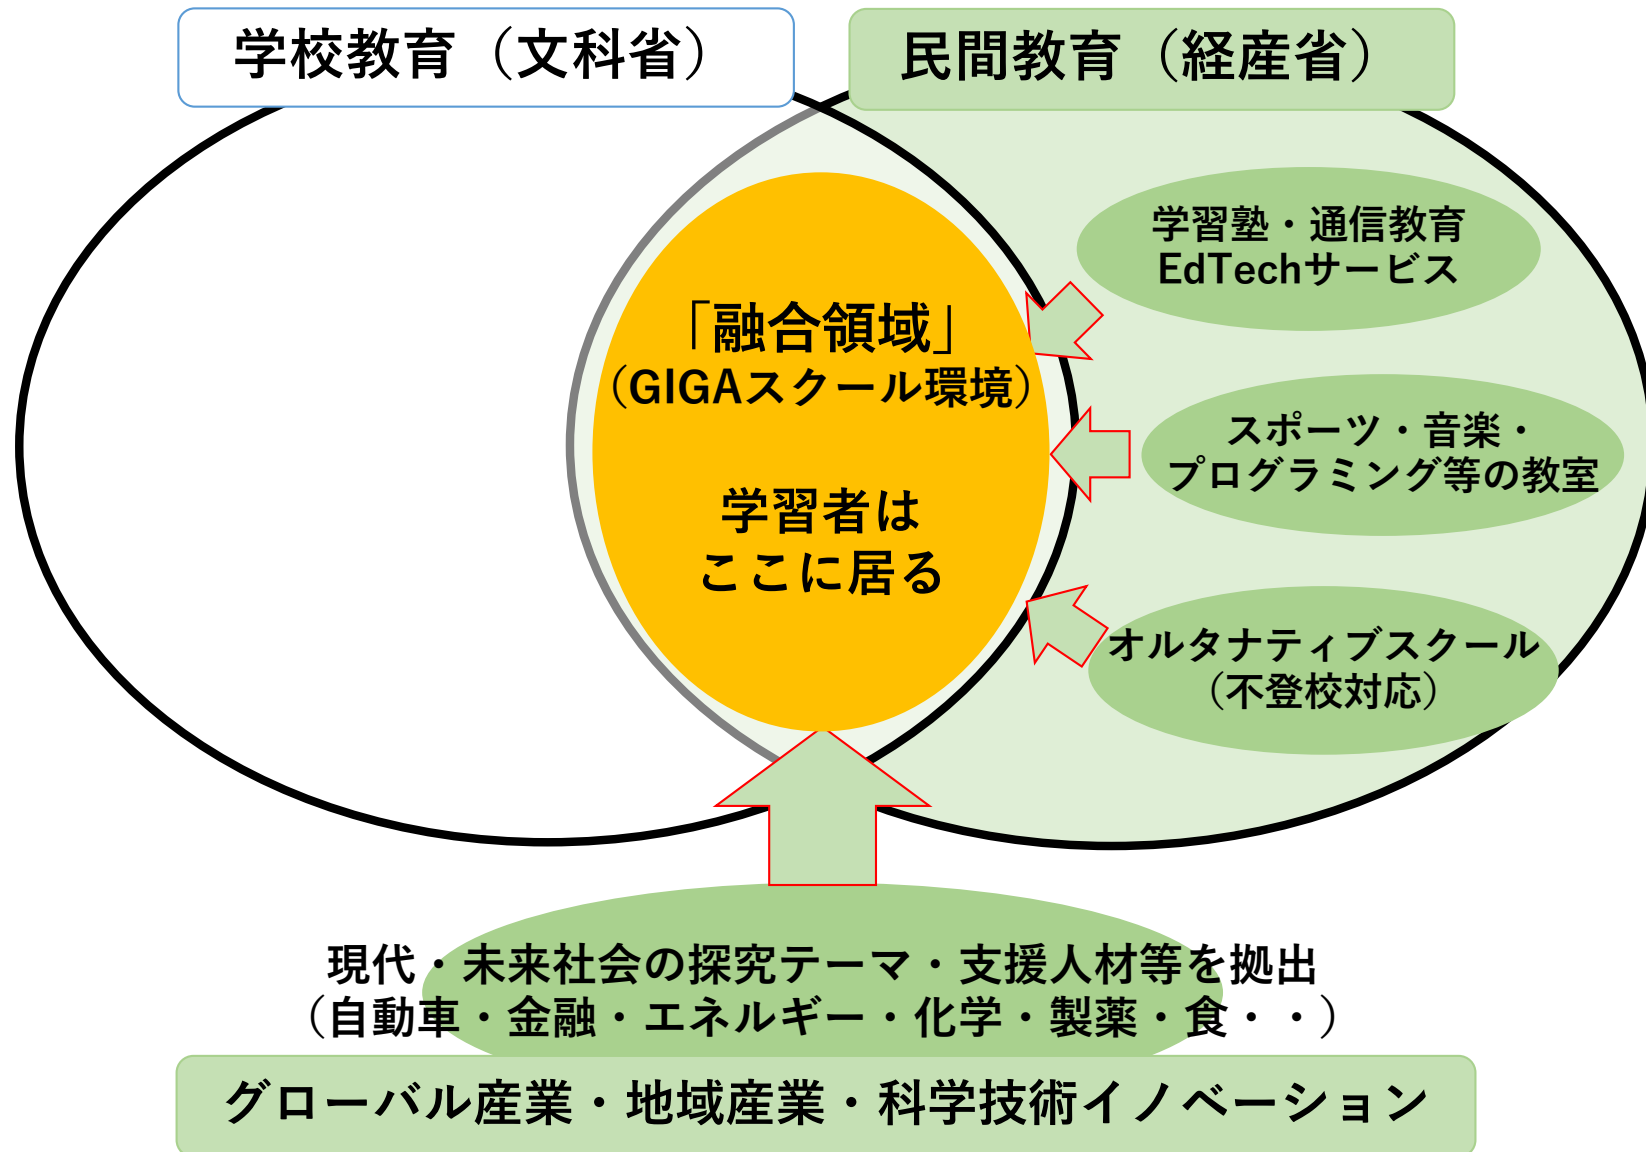 学校教育（文科省）
民間教育（経産省）
学習塾・通信教育
EdTechサービス
「融合領域」
（GIGAスクール環境）
学習者は
ここに居る
スポーツ・音楽・
プログラミング等の教室
オルタナティブスクール
（不登校対応）
現代・未来社会の探究テーマ・支援人材等を拠出
（自動車・金融・エネルギー・化学・製薬・食・・）
グローバル産業・地域産業・科学技術イノベーション